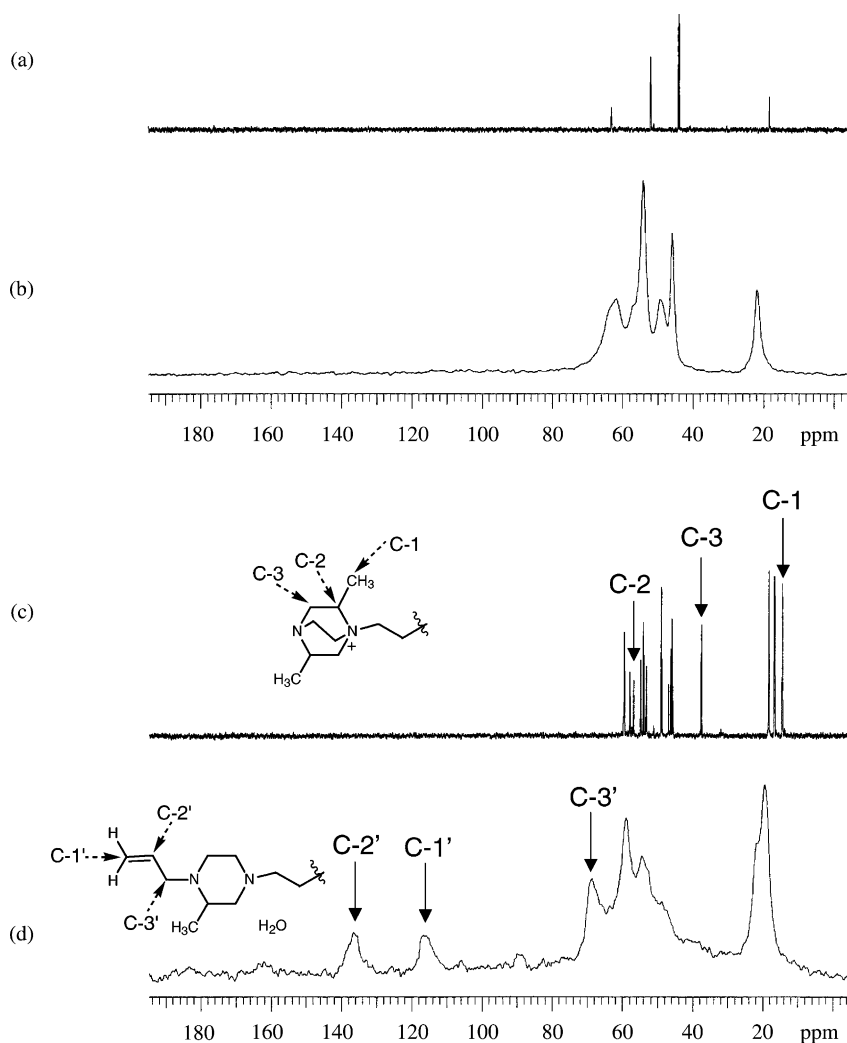 (a)
(b)
180 160 140 120 100 80 60 40 20 ppm
C-1
C-3
C-2
C-2 C-1
C-3 CH₃
(c)
N N
+
H₃C
C-3’
C-2’ C-1’
C-2'
H
C-1'
H
N N
C-3' H₃C H₂O
(d)
180 160 140 120 100 80 60 40 20 ppm